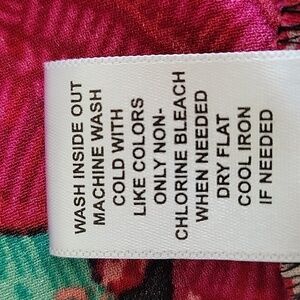 WASH INSIDE OUT
MACHINE WASH
COLD WITH
LIKE COLORS
ONLY NON-
CHLORINE BLEACH
WHEN NEEDED
DRY FLAT
COOL IRON
IF NEEDED